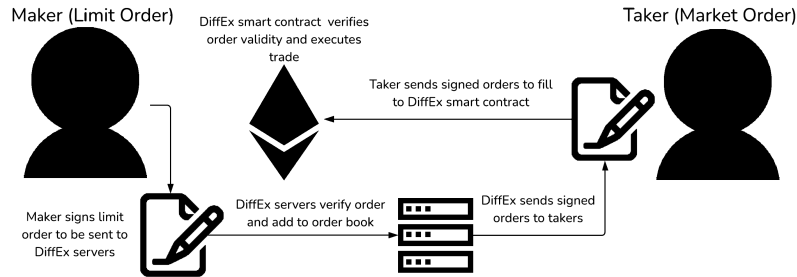 Maker (Limit Order)
DiffEx smart contract verifies
order validity and executes
trade
Taker (Market Order)
Taker sends signed orders to fill
to DiffEx smart contract
Maker signs limit
order to be sent to
DiffEx servers
DiffEx servers verify order
and add to order book
DiffEx sends signed
orders to takers